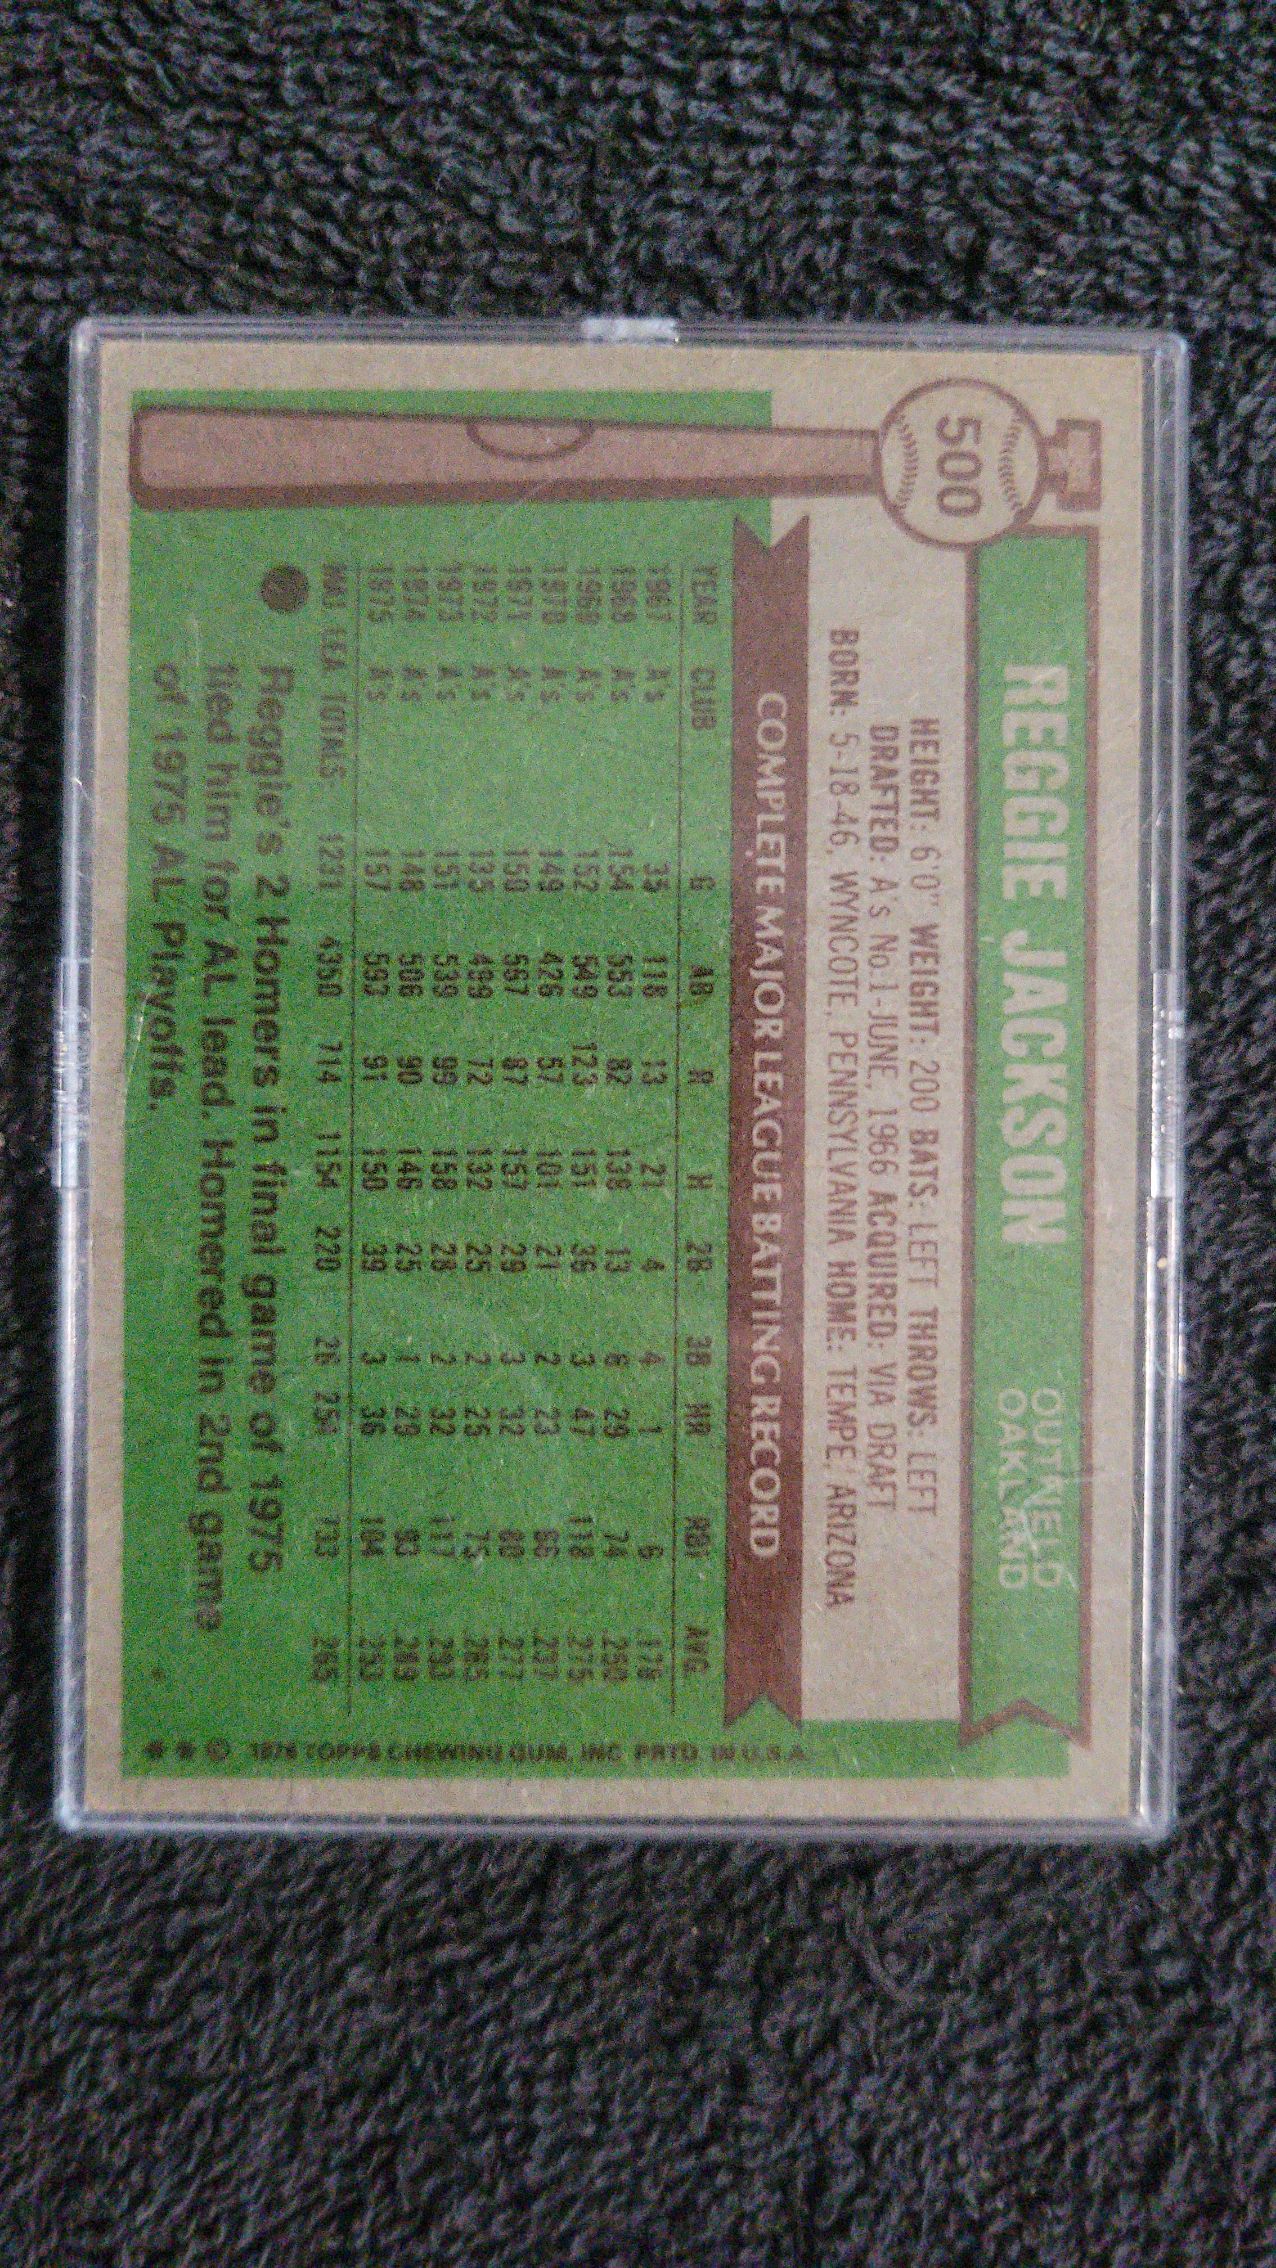 500
REGGIE JACKSON
OUTFIELD
OAKLAND
HEIGHT: 6'0" WEIGHT: 200 BATS: LEFT THROWS: LEFT
DRAFTED: A's No.1-JUNE, 1966 ACQUIRED: VIA DRAFT
BORN: 5-18-46, WYNCOTE, PENNSYLVANIA HOME: TEMPE, ARIZONA
COMPLETE MAJOR LEAGUE BATTING RECORD
YEAR CLUB G AB R H 2B 3B HR RBI AVG.
1967 A's 35 118 13 21 4 4 1 6 .178
1968 A's 154 553 82 138 13 6 29 74 .250
1969 A's 152 549 123 151 36 3 47 118 .275
1970 A's 149 426 57 101 21 2 23 66 .237
1971 A's 150 567 87 157 29 3 32 80 .277
1972 A's 135 499 72 132 25 2 25 75 .265
1973 A's 151 539 99 158 28 2 32 117 .293
1974 A's 148 506 90 146 25 1 29 93 .289
1975 A's 157 593 91 150 39 3 36 104 .253
MAJ. LEA. TOTALS 1231 4350 714 1154 220 26 254 733 .265
Reggie's 2 Homers in final game of 1975
tied him for AL lead. Homered in 2nd game
of 1975 AL Playoffs.
* * © 1976 TOPPS CHEWING GUM, INC. PRTD. IN U.S.A.